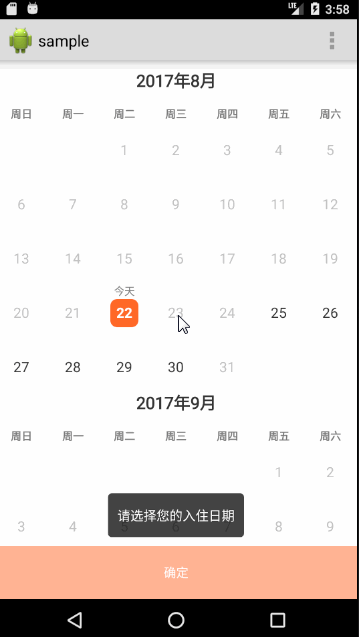 LTE 3:58
sample
2017年8月
周日 周一 周二 周三 周四 周五 周六
1 2 3 4 5
6 7 8 9 10 11 12
13 14 15 16 17 18 19
今天
20 21 22 23 24 25 26
27 28 29 30 31
2017年9月
周日 周一 周二 周三 周四 周五 周六
1 2
请选择您的入住日期
3 4 5 6 7 8 9
确定